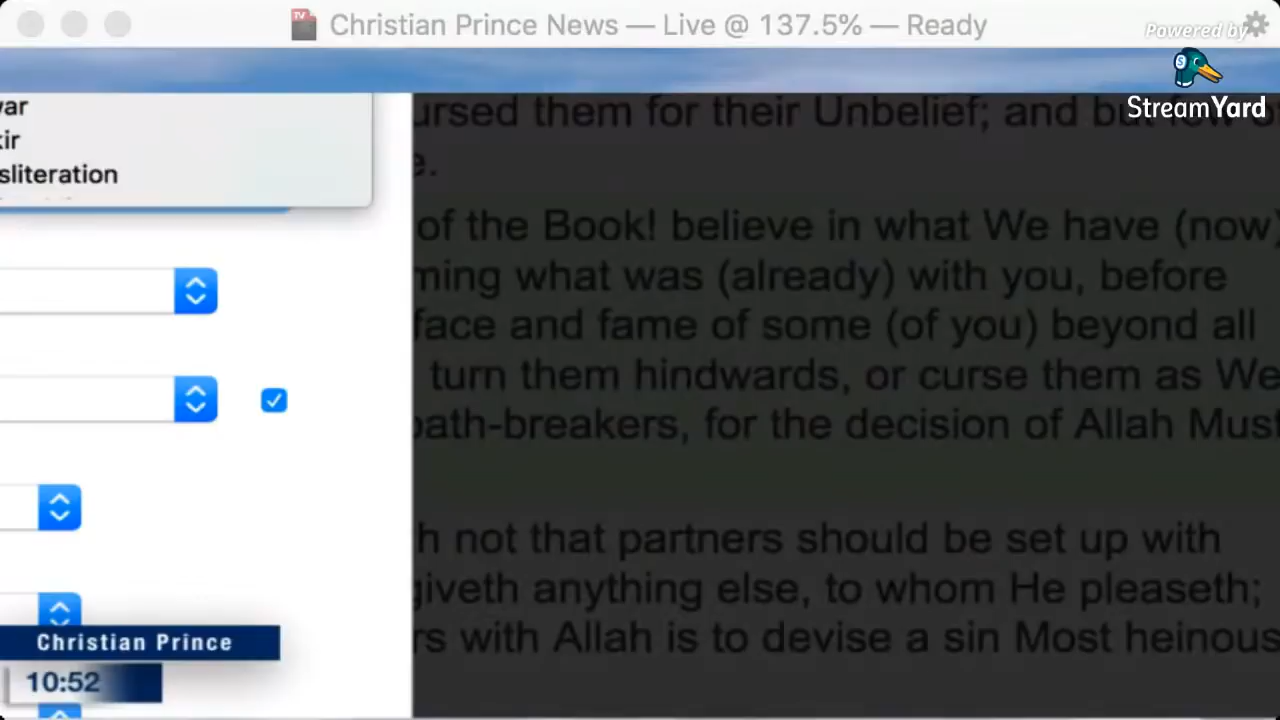 Christian Prince News — Live @ 137.5% — Ready
Powered by
StreamYard
sliteration
ursed them for their Unbelief; and but few o
e.
of the Book! believe in what We have (now)
ming what was (already) with you, before
face and fame of some (of you) beyond all
turn them hindwards, or curse them as We
path-breakers, for the decision of Allah Must
h not that partners should be set up with
giveth anything else, to whom He pleaseth;
rs with Allah is to devise a sin Most heinous
Christian Prince
10:52